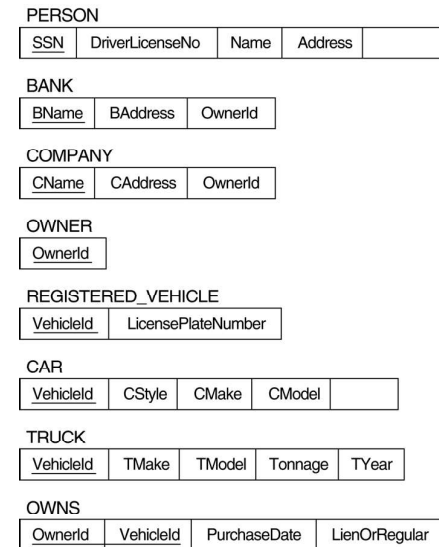 PERSON
SSN DriverLicenseNo Name Address
BANK
BName BAddress OwnerId
COMPANY
CName CAddress OwnerId
OWNER
OwnerId
REGISTERED_VEHICLE
VehicleId LicensePlateNumber
CAR
VehicleId CStyle CMake CModel
TRUCK
VehicleId TMake TModel Tonnage TYear
OWNS
OwnerId VehicleId PurchaseDate LienOrRegular